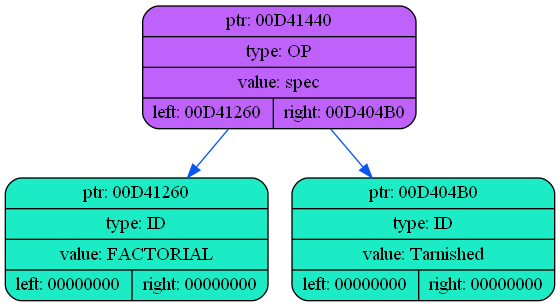 ptr: 00D41440
type: OP
value: spec
left: 00D41260 right: 00D404B0
ptr: 00D41260
type: ID
value: FACTORIAL
left: 00000000 right: 00000000
ptr: 00D404B0
type: ID
value: Tarnished
left: 00000000 right: 00000000